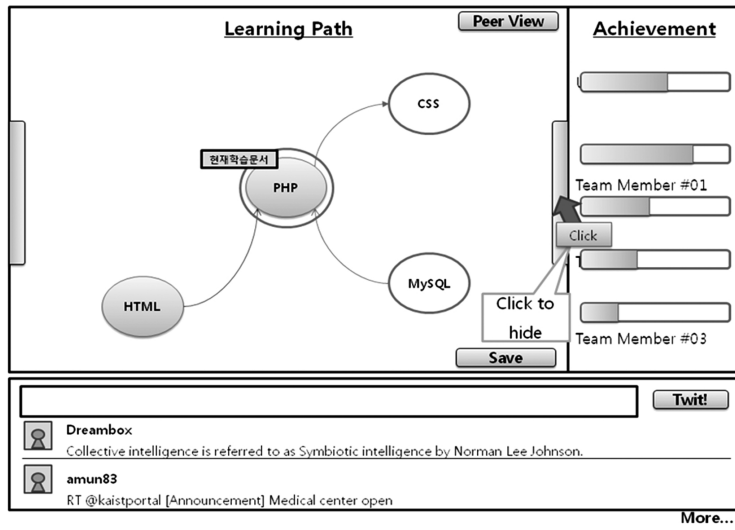 Learning Path
Peer View
Achievement
CSS
현재학습문서
PHP
Team Member #01
Click
MySQL
HTML
Click to
hide
Team Member #03
Save
Twit!
Dreambox
Collective intelligence is referred to as Symbiotic intelligence by Norman Lee Johnson.
amun83
RT @kaistportal [Announcement] Medical center open
More...